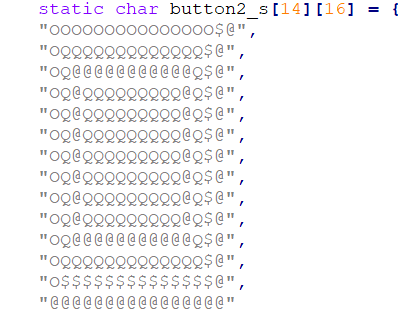 static char button2_s[14][16] = {
"OOOOOOOOOOOOOOO$@",
"OQQQQQQQQQQQQQ$@",
"OQ@@@@@@@@@@@Q$@",
"OQ@QQQQQQQQQ@Q$@",
"OQ@QQQQQQQQQ@Q$@",
"OQ@QQQQQQQQQ@Q$@",
"OQ@QQQQQQQQQ@Q$@",
"OQ@QQQQQQQQQ@Q$@",
"OQ@QQQQQQQQQ@Q$@",
"OQ@QQQQQQQQQ@Q$@",
"OQ@@@@@@@@@@@Q$@",
"OQQQQQQQQQQQQQ$@",
"O$$$$$$$$$$$$$$@",
"@@@@@@@@@@@@@@@@"